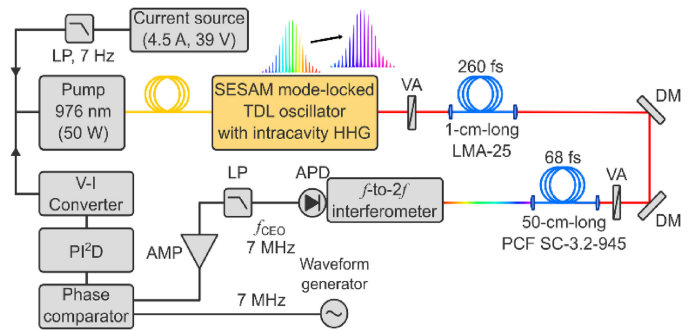 Current source
(4.5 A, 39 V)
LP, 7 Hz
Pump
976 nm
(50 W)
SESAM mode-locked
TDL oscillator
with intracavity HHG
VA
260 fs
1-cm-long
LMA-25
DM
V-I
Converter
PI²D
Phase
comparator
AMP
LP
fCEO
7 MHz
APD
f-to-2f
interferometer
68 fs
50-cm-long
PCF SC-3.2-945
VA
DM
7 MHz
Waveform
generator